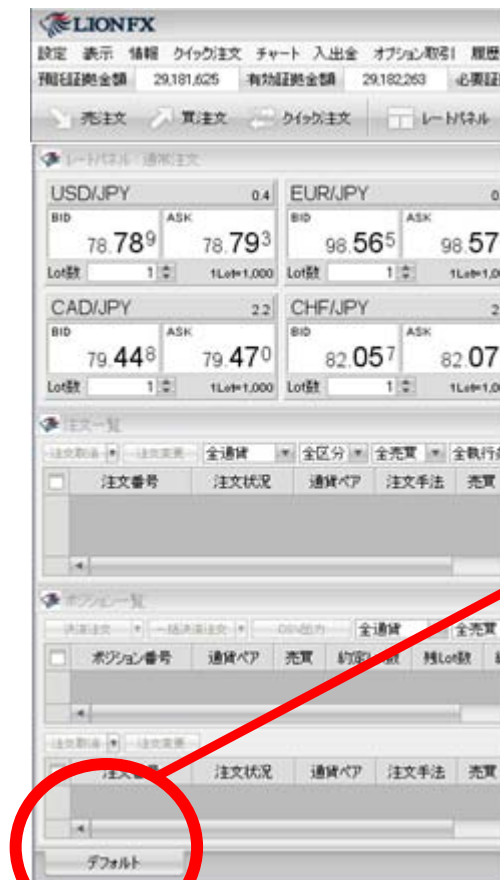 LION FX
設定 表示 情報 クイック注文 チャート 入出金 オプション取引 履歴
預託証拠金額 29,181,625 有効証拠金額 29,182,263 必要証
売注文 買注文 クイック注文 レートパネル
レートパネル 通常注文
USD/JPY 0.4 EUR/JPY 0
BID ASK BID ASK
78.789 78.793 98.565 98.57
Lot数 1 1Lot=1,000 Lot数 1 1Lot=1,00
CAD/JPY 2.2 CHF/JPY 2
BID ASK BID ASK
79.448 79.470 82.057 82.07
Lot数 1 1Lot=1,000 Lot数 1 1Lot=1,00
注文一覧
注文取消 注文変更 全通貨 全区分 全売買 全執行条
注文番号 注文状況 通貨ペア 注文手法 売買
ポジション一覧
決済注文 一括決済注文 CSV出力 全通貨 全売買
ポジション番号 通貨ペア 売買 残Lot数
注文取消 注文変更
注文番号 注文状況 通貨ペア 注文手法 売買
デフォルト